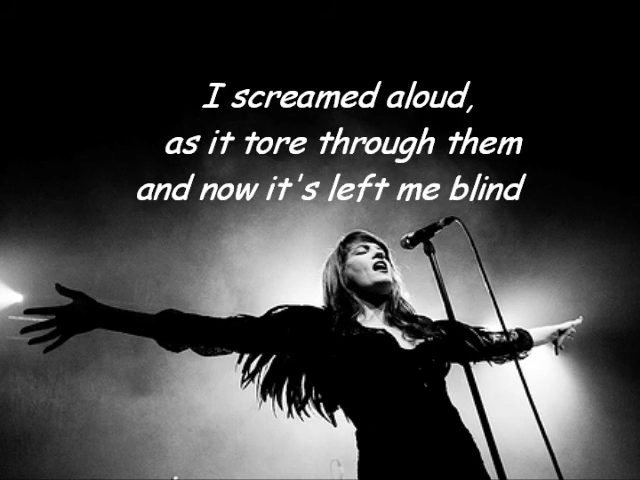 I screamed aloud,
as it tore through them
and now it's left me blind